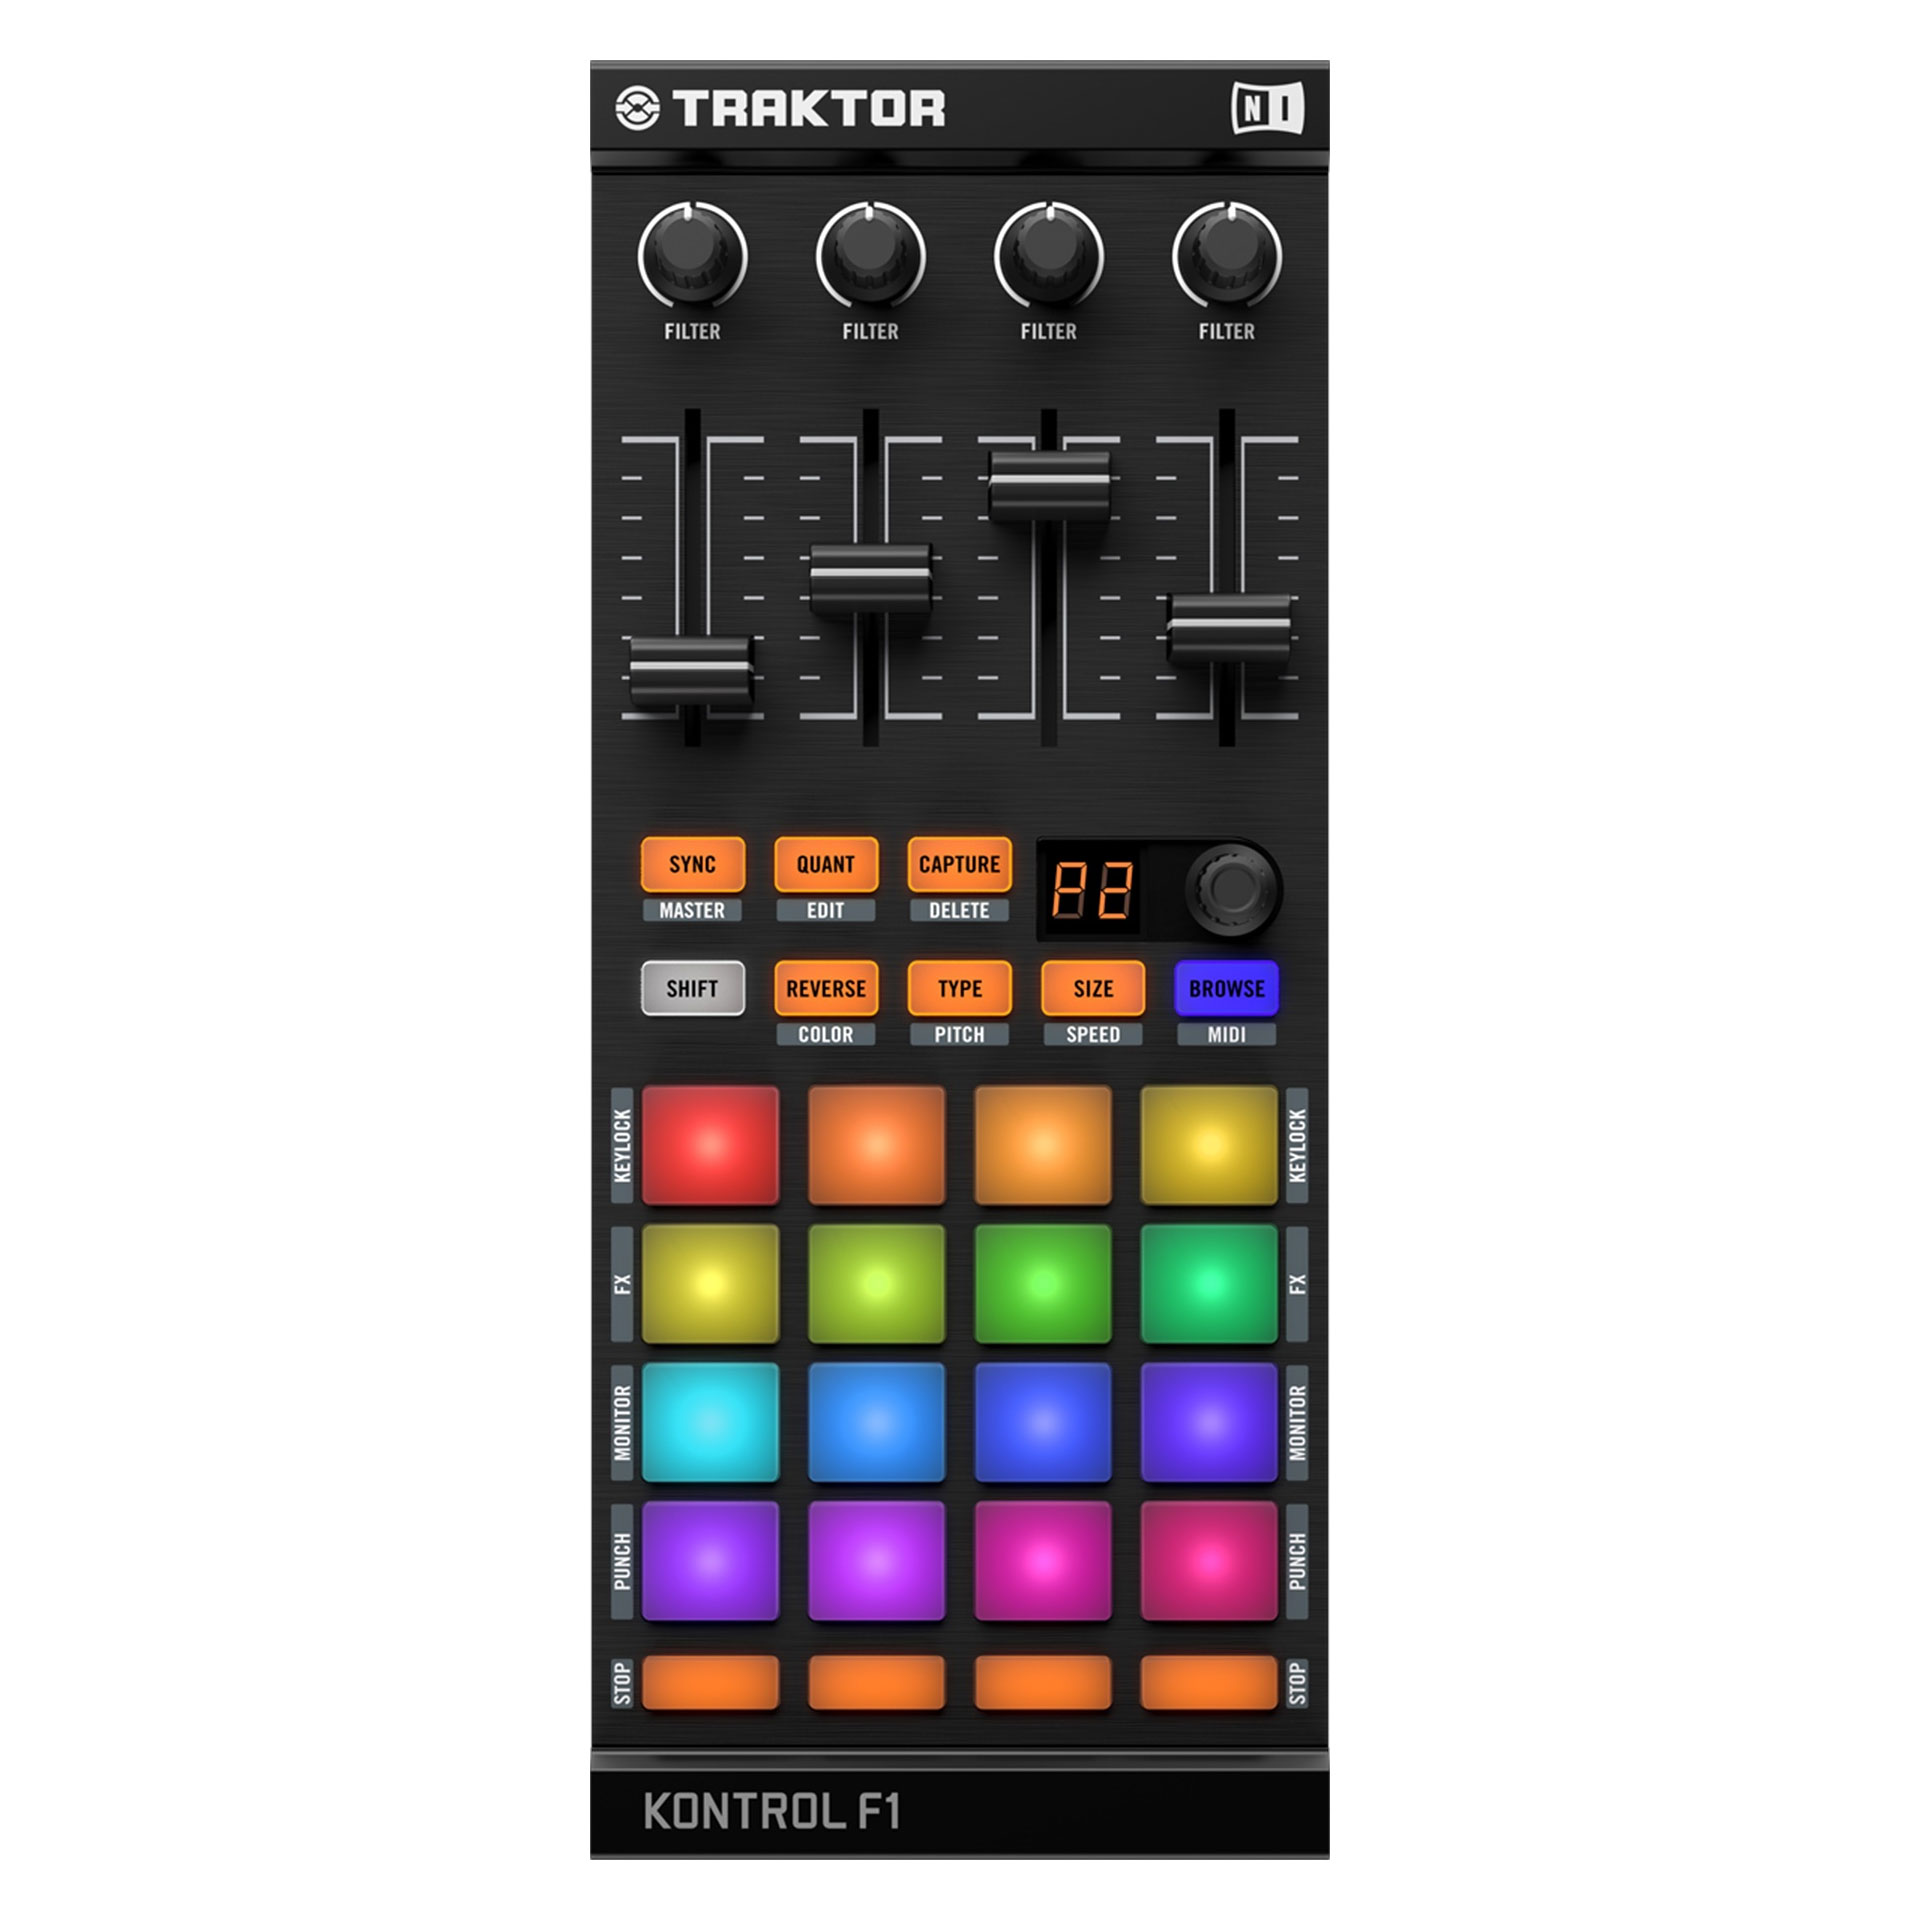 TRAKTOR NI
FILTER FILTER FILTER FILTER
SYNC QUANT CAPTURE
MASTER EDIT DELETE
SHIFT REVERSE TYPE SIZE BROWSE
COLOR PITCH SPEED MIDI
KEYLOCK KEYLOCK
FX FX
MONITOR MONITOR
PUNCH PUNCH
STOP STOP
KONTROL F1